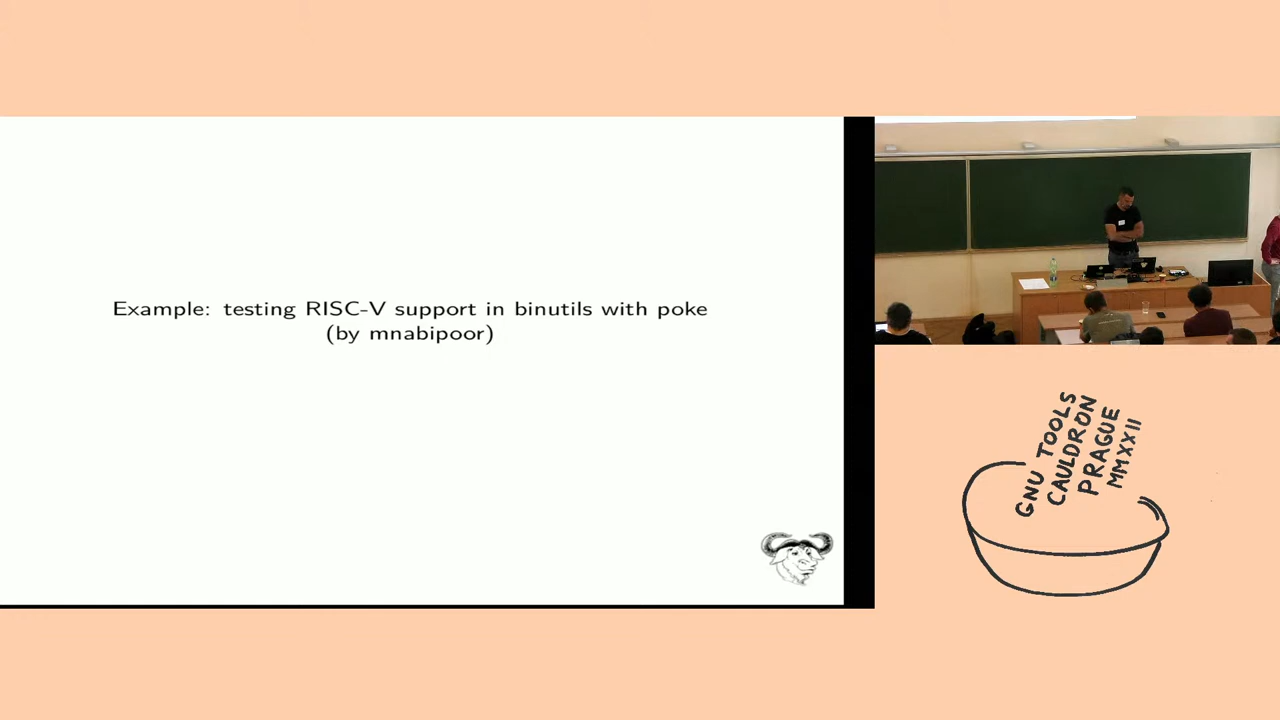 Example: testing RISC-V support in binutils with poke
(by mnabipoor)
GNU TOOLS
CAULDRON
PRAGUE
MMXXII